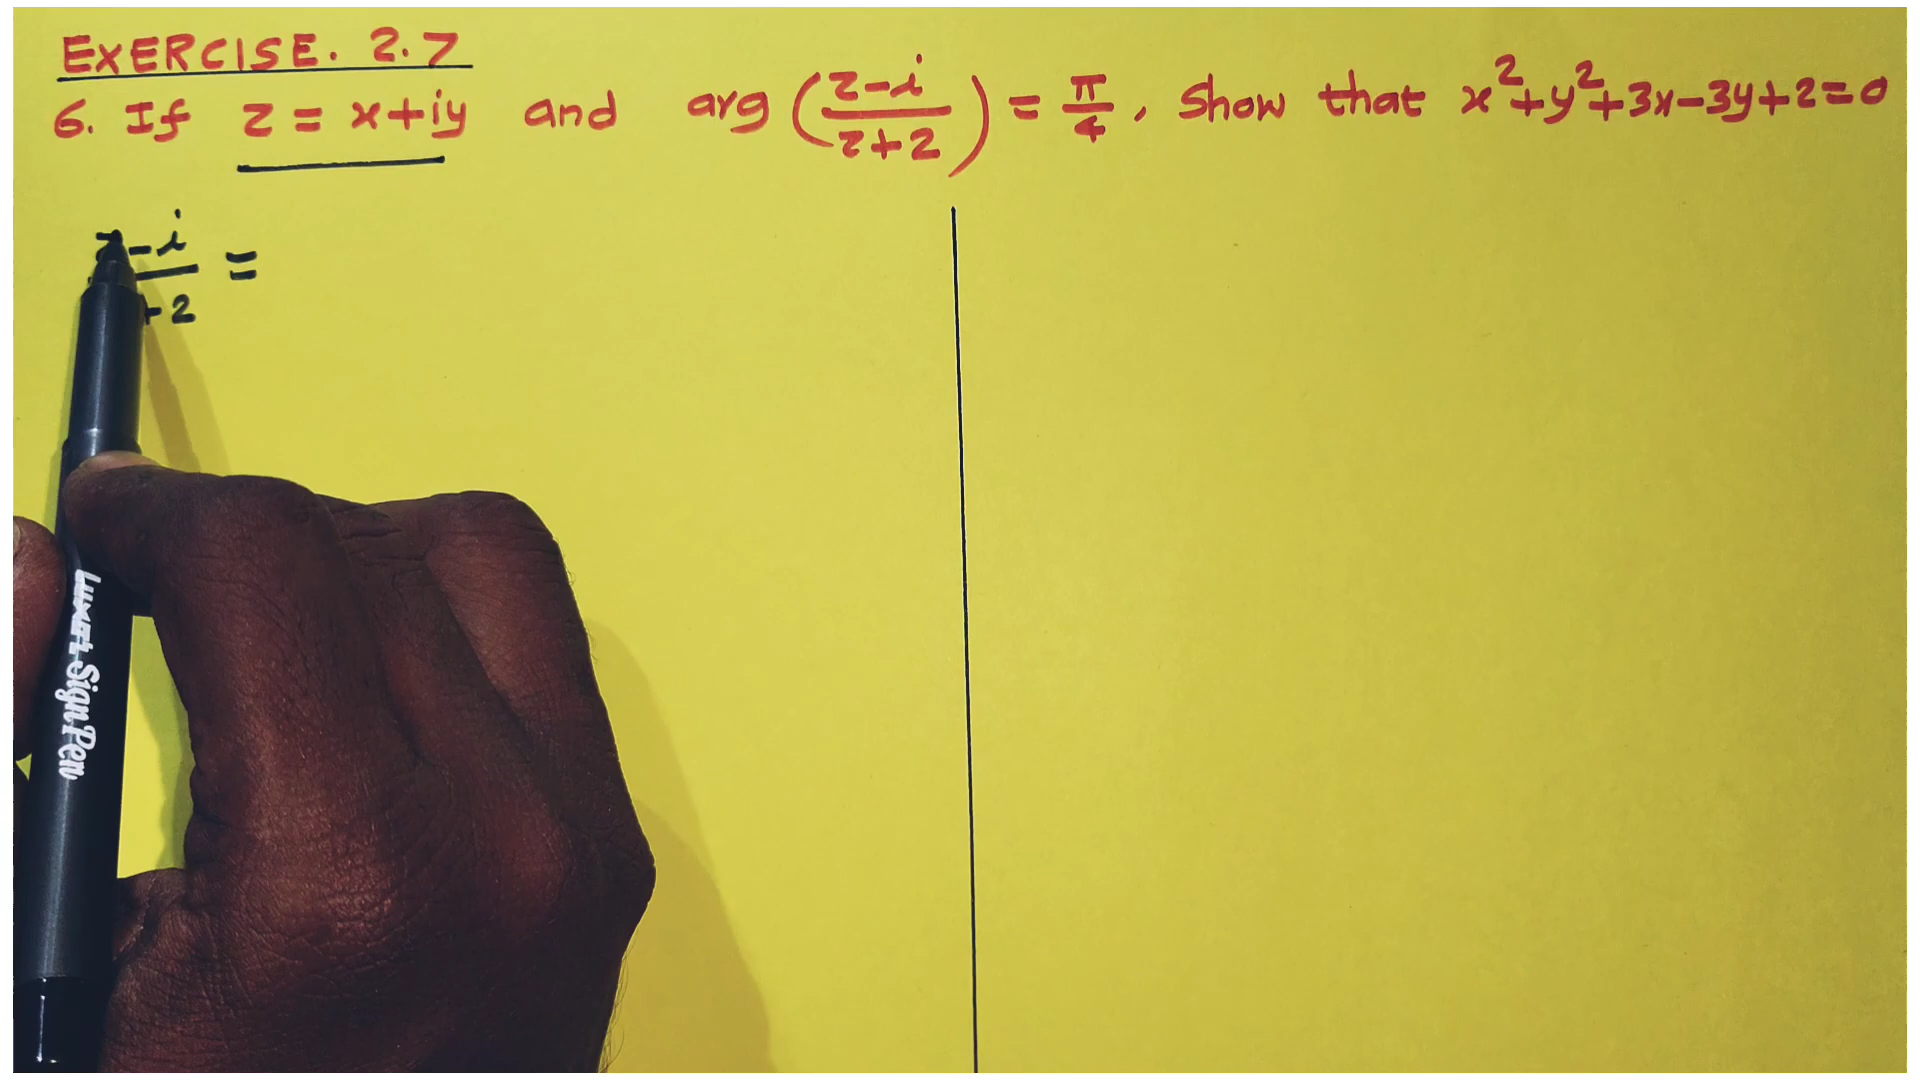 EXERCISE. 2.7
6. If z = x+iy and arg (z-i/z+2) = π/4, Show that x²+y²+3x-3y+2=0
z-i/+2 =
Luxor Sign Pen